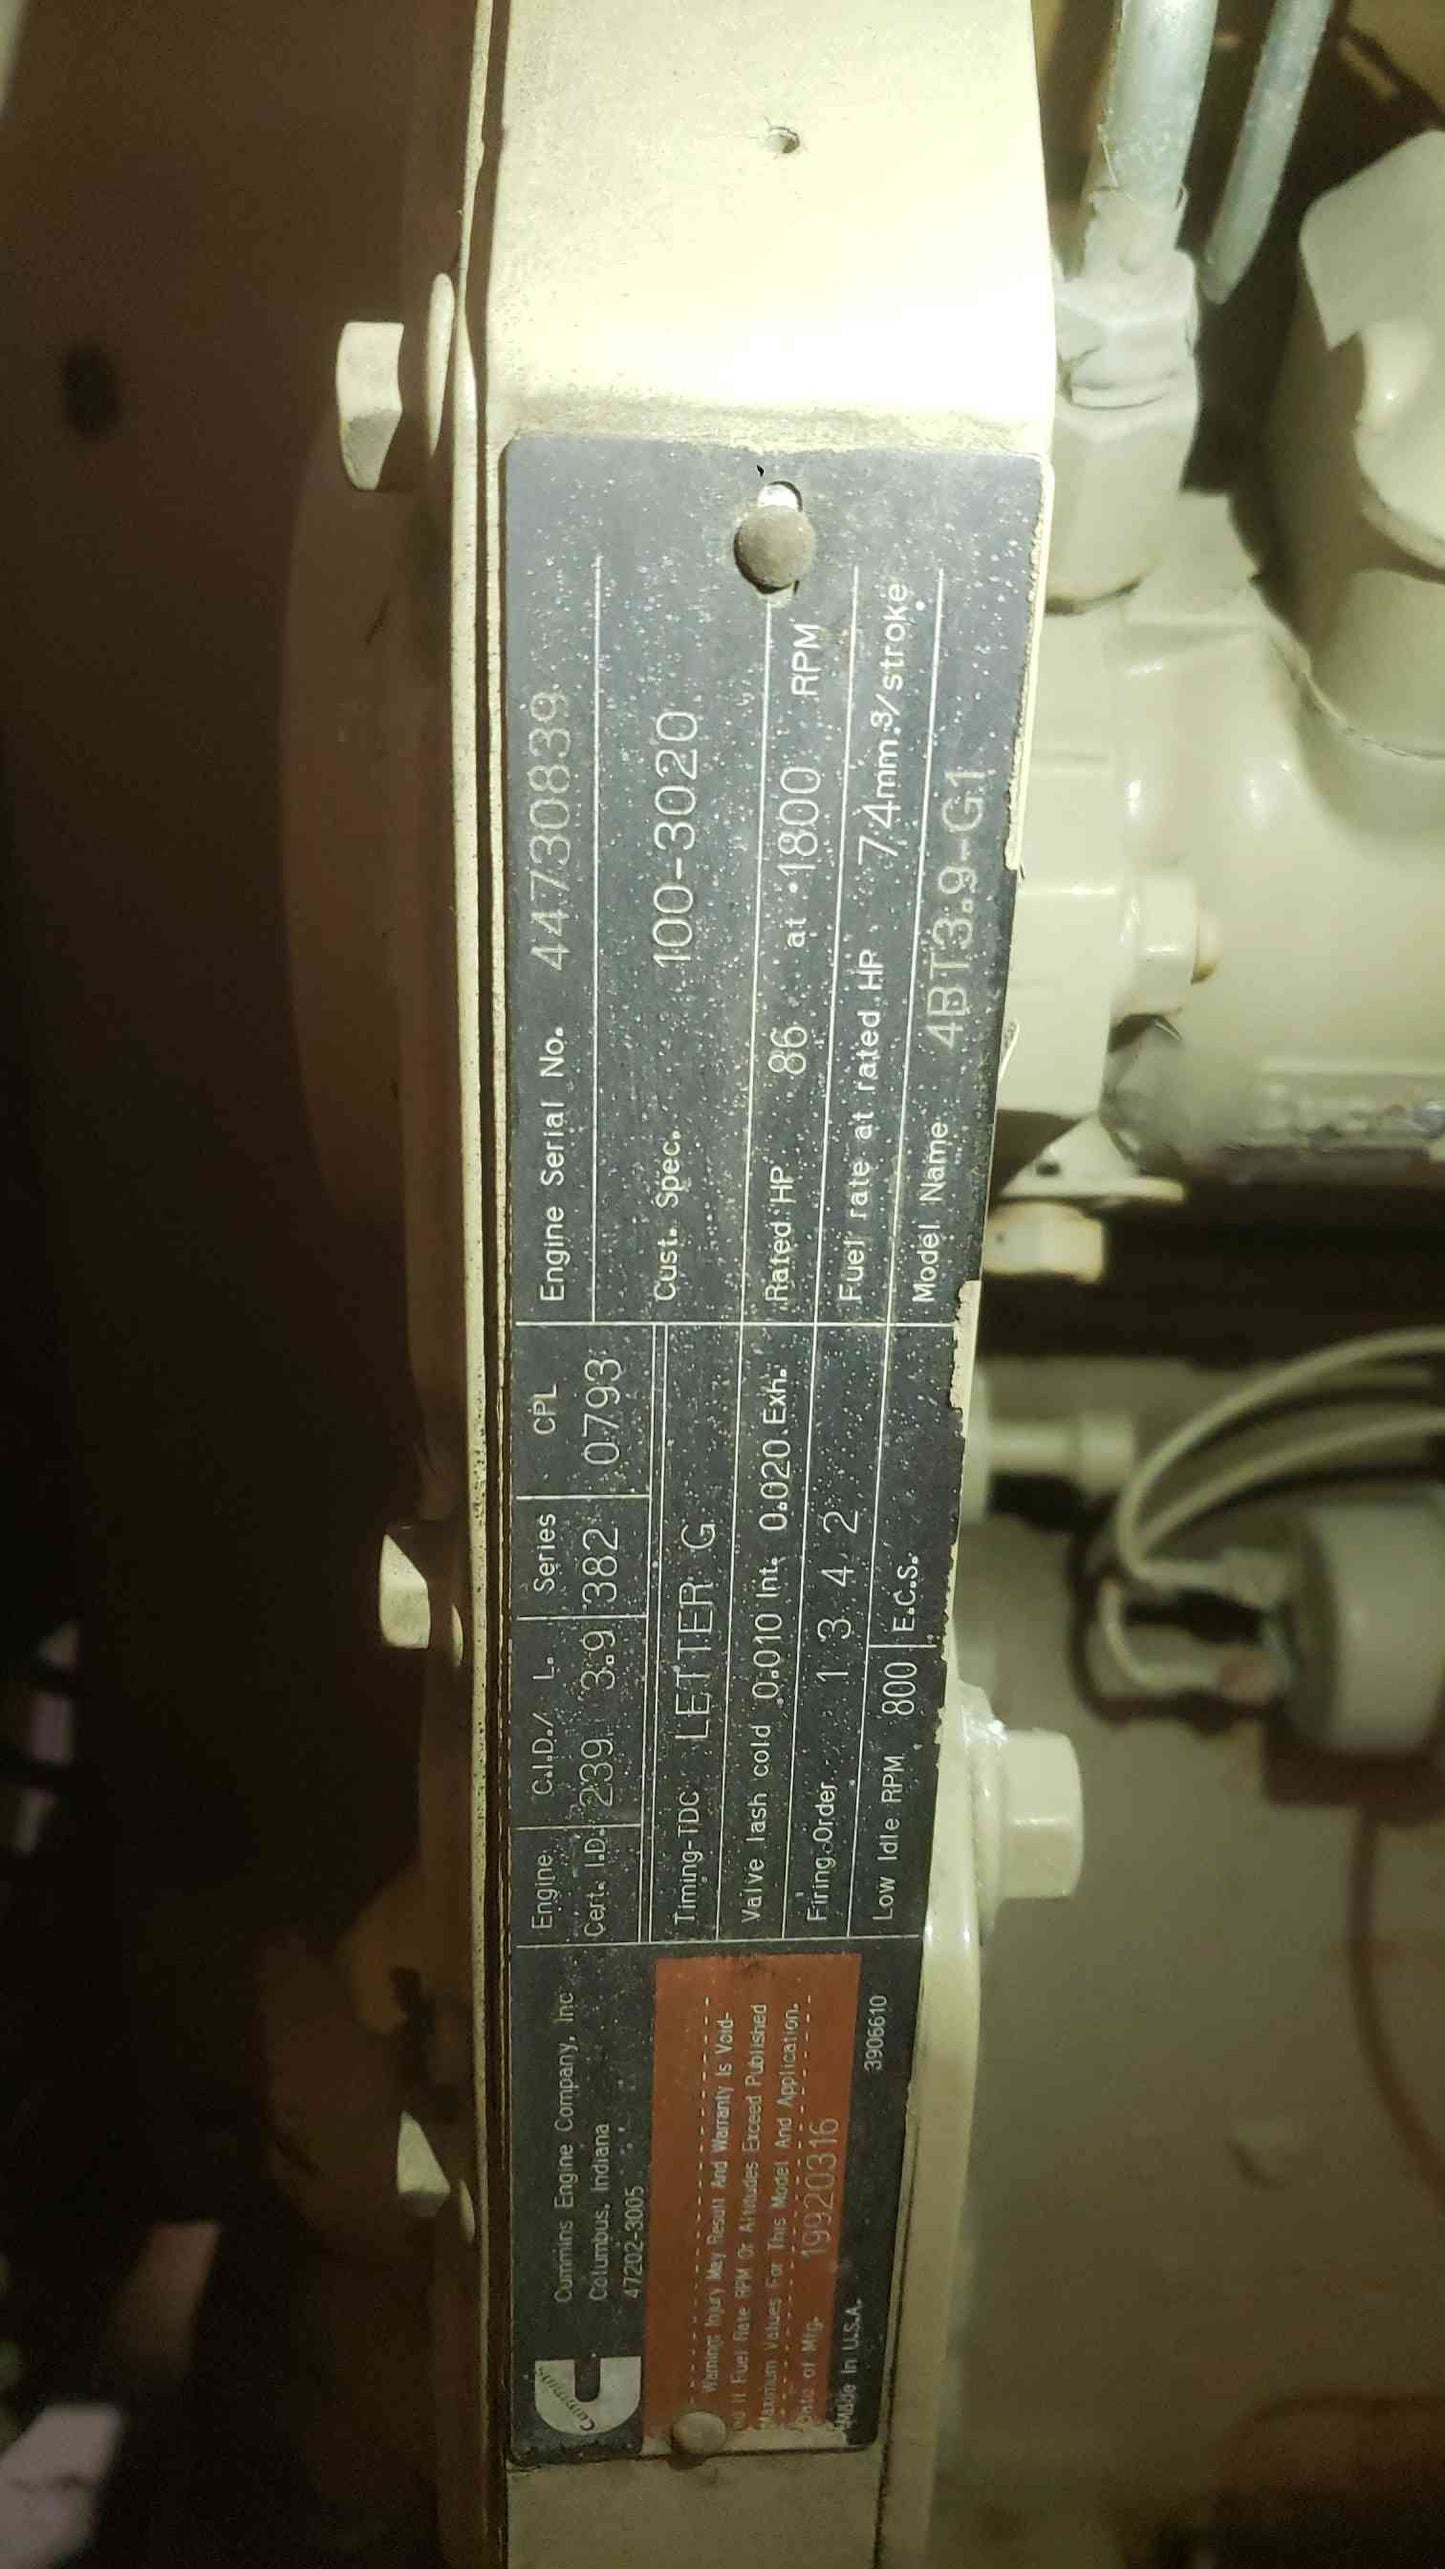 Cummins
Cummins Engine Company, Inc
Columbus, Indiana
47202-3005
Warning: Injury May Result And Warranty Is Void-
If Fuel Rate RPM Or Altitudes Exceed Published
Maximum Values For This Model And Application.
Date of Mfg. 19920316
Made In U.S.A. 3906610
Engine C.I.D./ L. Series CPL
Cert. I.D. 239 3.9 382 0793
Timing-TDC LETTER G
Valve lash cold 0.010 Int. 0.020 Exh.
Firing Order 1 3 4 2
Low Idle RPM 800 E.C.S.
Engine Serial No. 44730839
Cust. Spec. 100-3020
Rated HP 86 at 1800 RPM
Fuel rate at rated HP 74mm.3/stroke
Model Name 4BT3.9-G1